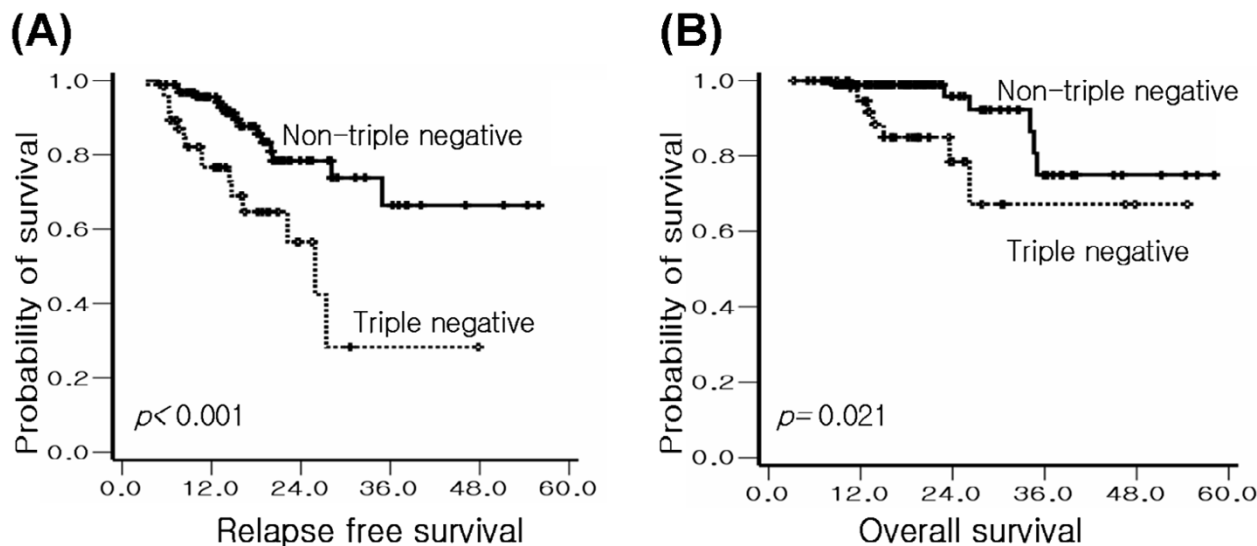 (A)
Probability of survival
1.0
0.8
0.6
0.4
0.2
0.0
Non-triple negative
Triple negative
p< 0.001
0.0 12.0 24.0 36.0 48.0 60.0
Relapse free survival
(B)
Probability of survival
1.0
0.8
0.6
0.4
0.2
0.0
Non-triple negative
Triple negative
p= 0.021
0.0 12.0 24.0 36.0 48.0 60.0
Overall survival